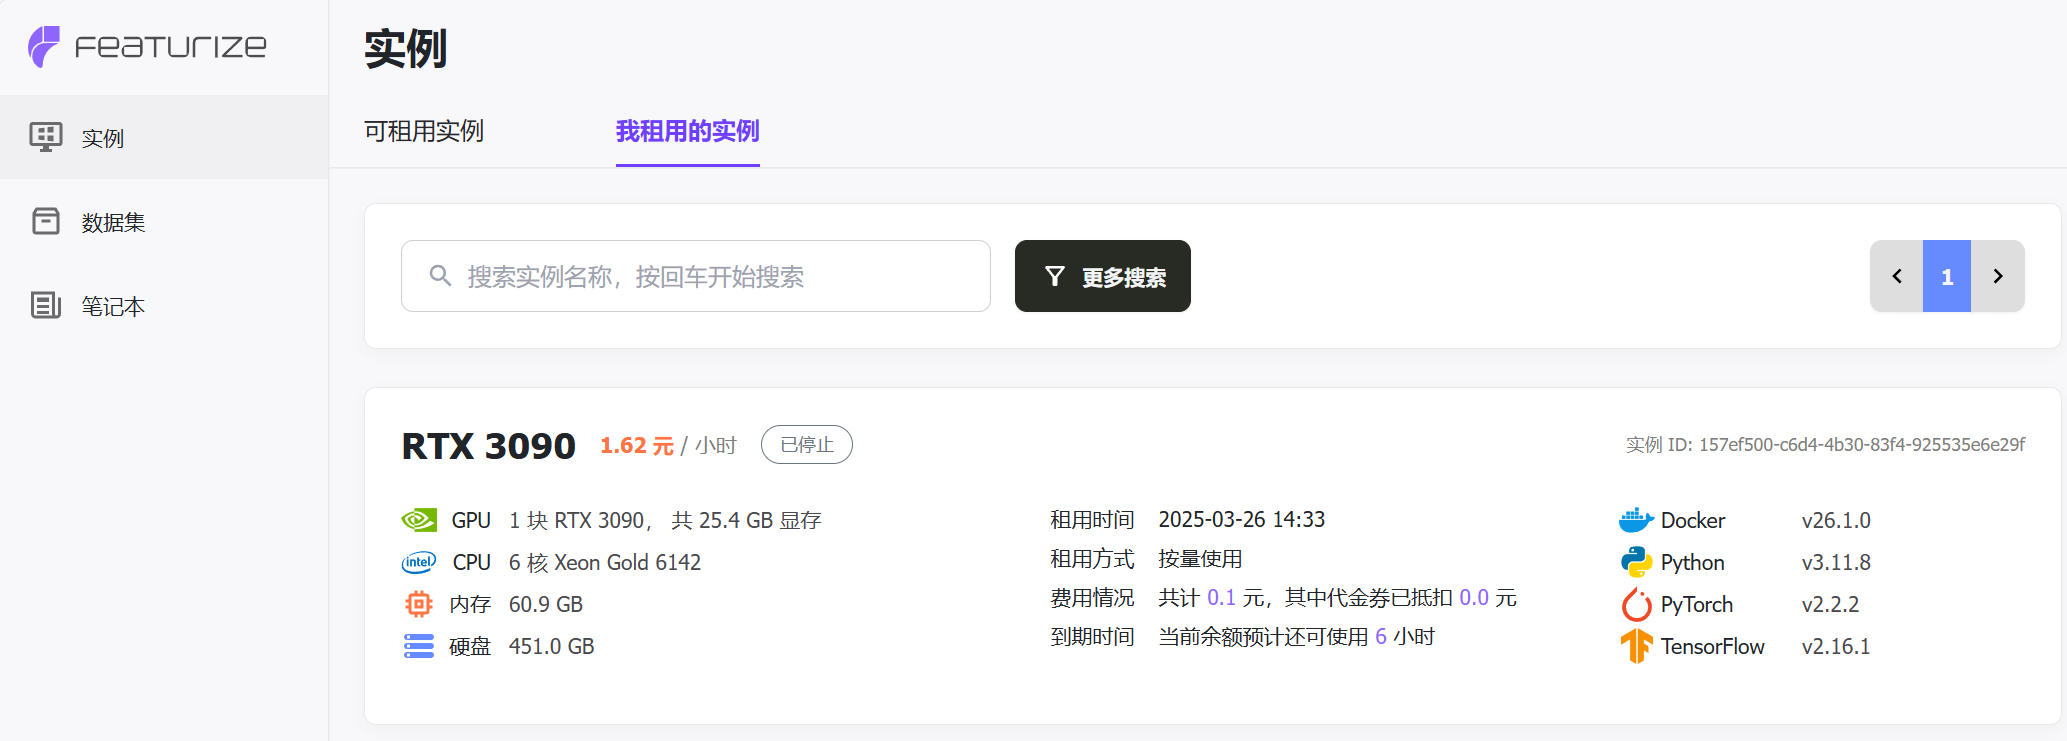 FEATURIZE
实例
数据集
笔记本
实例
可租用实例
我租用的实例
搜索实例名称，按回车开始搜索
更多搜索
1
RTX 3090 1.62 元 / 小时 已停止
实例 ID: 157ef500-c6d4-4b30-83f4-925535e6e29f
GPU 1 块 RTX 3090， 共 25.4 GB 显存
intel CPU 6 核 Xeon Gold 6142
内存 60.9 GB
硬盘 451.0 GB
租用时间 2025-03-26 14:33
租用方式 按量使用
费用情况 共计 0.1 元，其中代金券已抵扣 0.0 元
到期时间 当前余额预计还可使用 6 小时
Docker v26.1.0
Python v3.11.8
PyTorch v2.2.2
TensorFlow v2.16.1